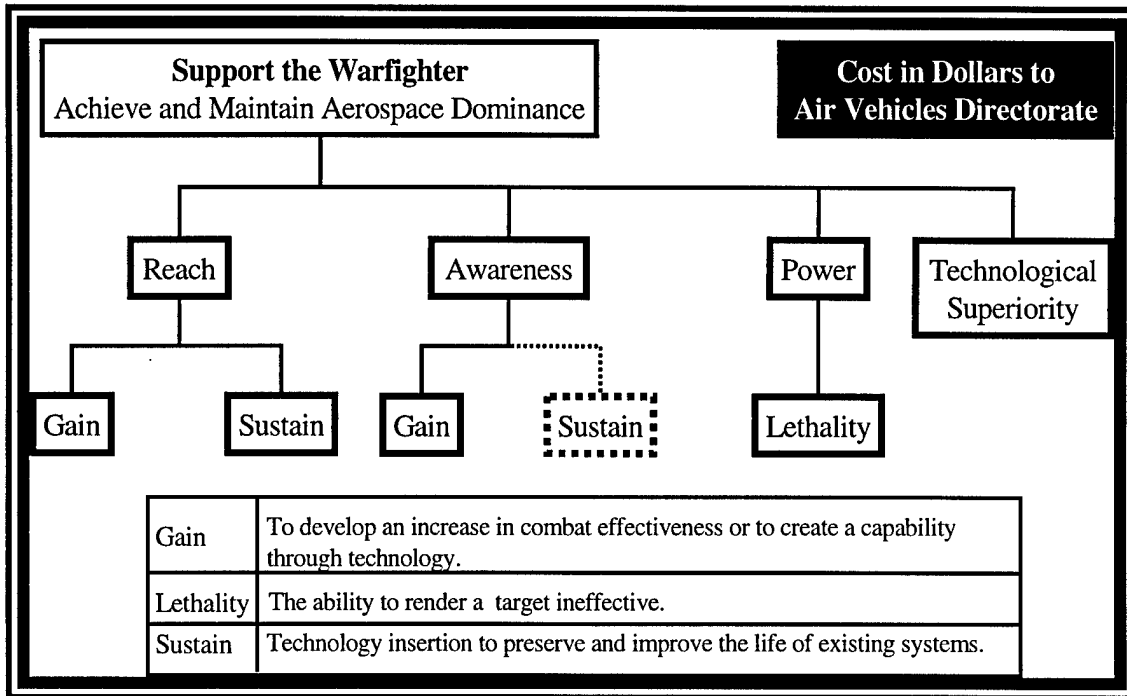 Support the Warfighter
Achieve and Maintain Aerospace Dominance
Cost in Dollars to
Air Vehicles Directorate
Reach
Awareness
Power
Technological
Superiority
Gain
Sustain
Gain
Sustain
Lethality
Gain
To develop an increase in combat effectiveness or to create a capability
through technology.
Lethality
The ability to render a target ineffective.
Sustain
Technology insertion to preserve and improve the life of existing systems.